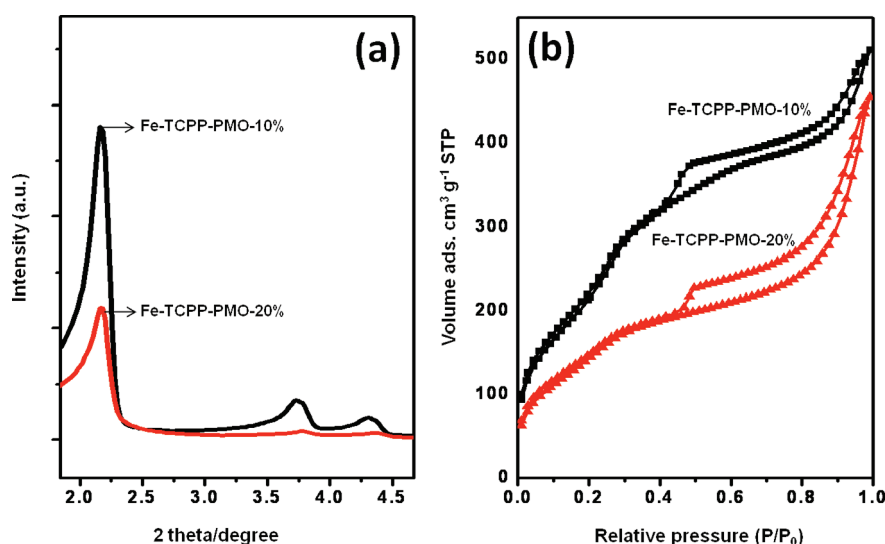 (a)
Fe-TCPP-PMO-10%
Fe-TCPP-PMO-20%
Intensity (a.u.)
2.0 2.5 3.0 3.5 4.0 4.5
2 theta/degree
(b)
500
400
300
200
100
0
Fe-TCPP-PMO-10%
Fe-TCPP-PMO-20%
Volume ads. cm³ g⁻¹ STP
0.0 0.2 0.4 0.6 0.8 1.0
Relative pressure (P/P₀)